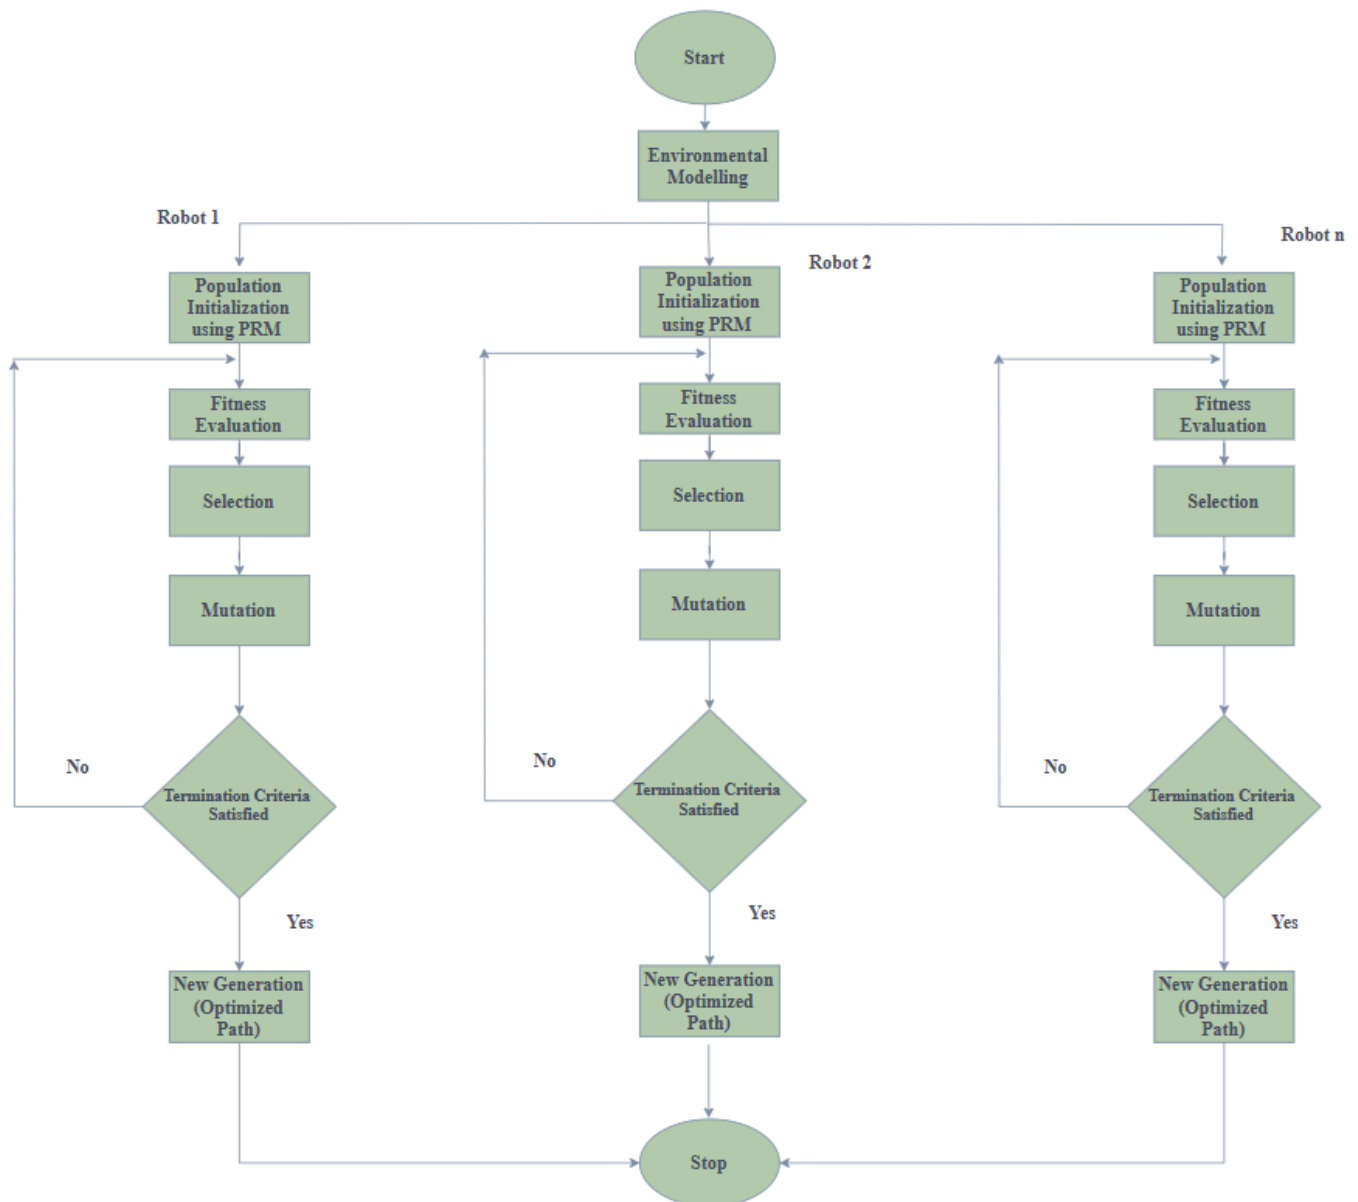 Start
Environmental
Modelling
Robot 1
Robot 2
Robot n
Population
Initialization
using PRM
Fitness
Evaluation
Selection
Mutation
No
Termination Criteria
Satisfied
Yes
New Generation
(Optimized
Path)
Population
Initialization
using PRM
Fitness
Evaluation
Selection
Mutation
No
Termination Criteria
Satisfied
Yes
New Generation
(Optimized
Path)
Population
Initialization
using PRM
Fitness
Evaluation
Selection
Mutation
No
Termination Criteria
Satisfied
Yes
New Generation
(Optimized
Path)
Stop